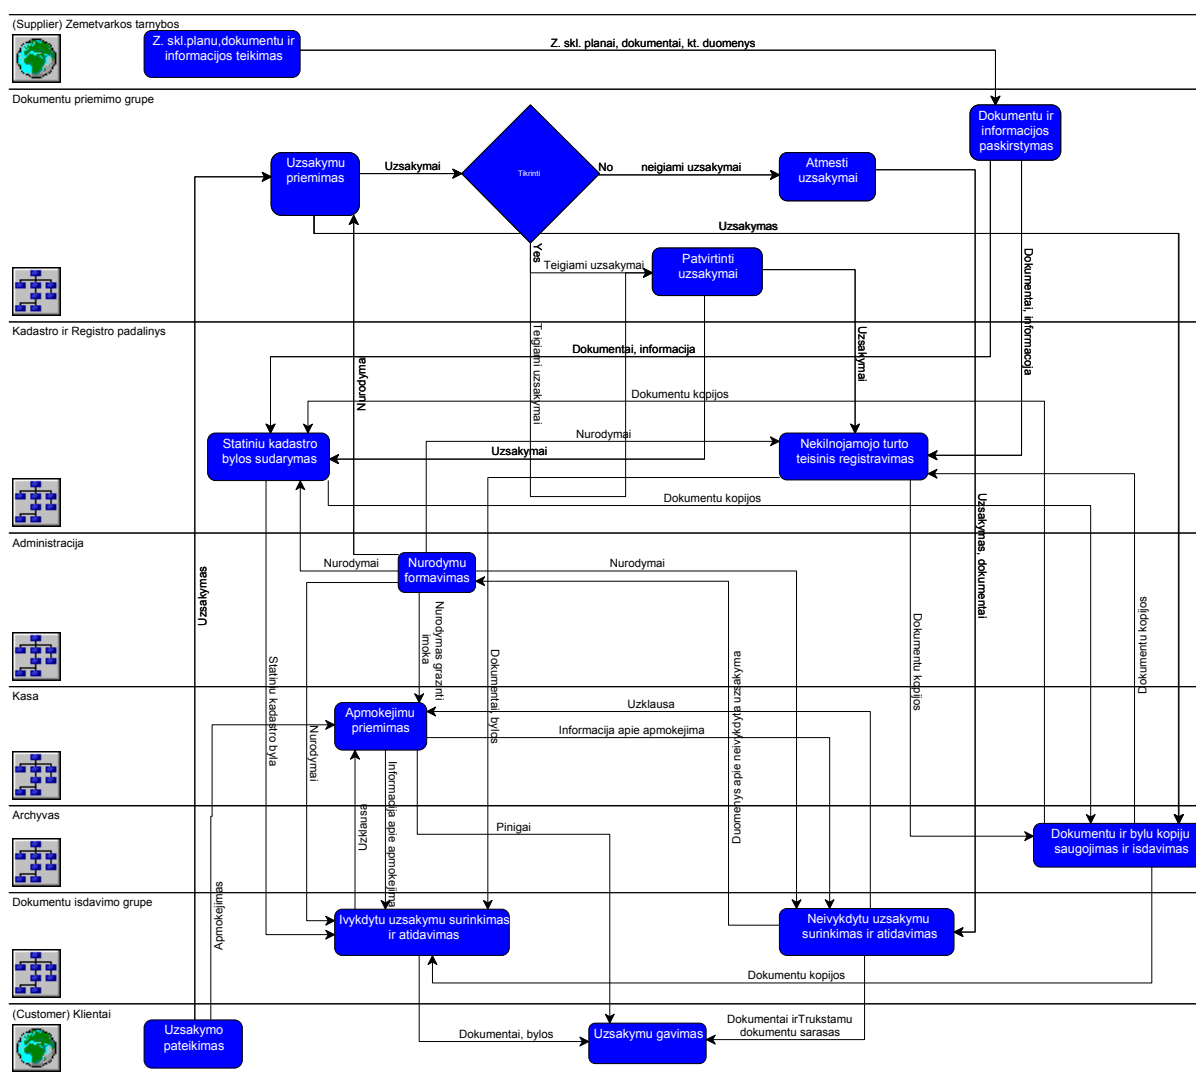 (Supplier) Zemetvarkos tarnybos
Z. skl.planu,dokumentu ir
informacijos teikimas
Z. skl. planai, dokumentai, kt. duomenys
Dokumentu priemimo grupe
Dokumentu ir
informacijos
paskirstymas
Uzsakymu
priemimas
Uzsakymai
Tikrinti
No
neigiami uzsakymai
Atmesti
uzsakymai
Uzsakymas
Yes
Teigiami uzsakymai
Patvirtinti
uzsakymai
Dokumentai, informacoja
Kadastro ir Registro padalinys
Teigiami uzsakymai
Uzsakymai
Nurodymai
Dokumentai, informacija
Dokumentu kopijos
Statiniu kadastro
bylos sudarymas
Nurodymai
Uzsakymai
Nekilnojamojo turto
teisinis registravimas
Dokumentu kopijos
Uzsakymas, dokumentai
Administracija
Nurodymai
Nurodymu
formavimas
Nurodymai
Uzsakymas
Nurodymas grazinti
imoka
Dokumentu kopijos
Dokumentu kopijos
Statiniu kadastro byla
Dokumentai, bylos
Duomenys apie neivykdyta uzsakyma
Kasa
Nurodymai
Apmokejimu
priemimas
Uzklausa
Informacija apie apmokejima
Informacija apie apmokejima
Uzklausa
Archyvas
Pinigai
Dokumentu ir bylu kopiju
saugojimas ir isdavimas
Dokumentu isdavimo grupe
Apmokejimas
Ivykdytu uzsakymu surinkimas
ir atidavimas
Neivykdytu uzsakymu
surinkimas ir atidavimas
Dokumentu kopijos
(Customer) Klientai
Uzsakymo
pateikimas
Dokumentai, bylos
Uzsakymu gavimas
Dokumentai irTrukstamu
dokumentu sarasas